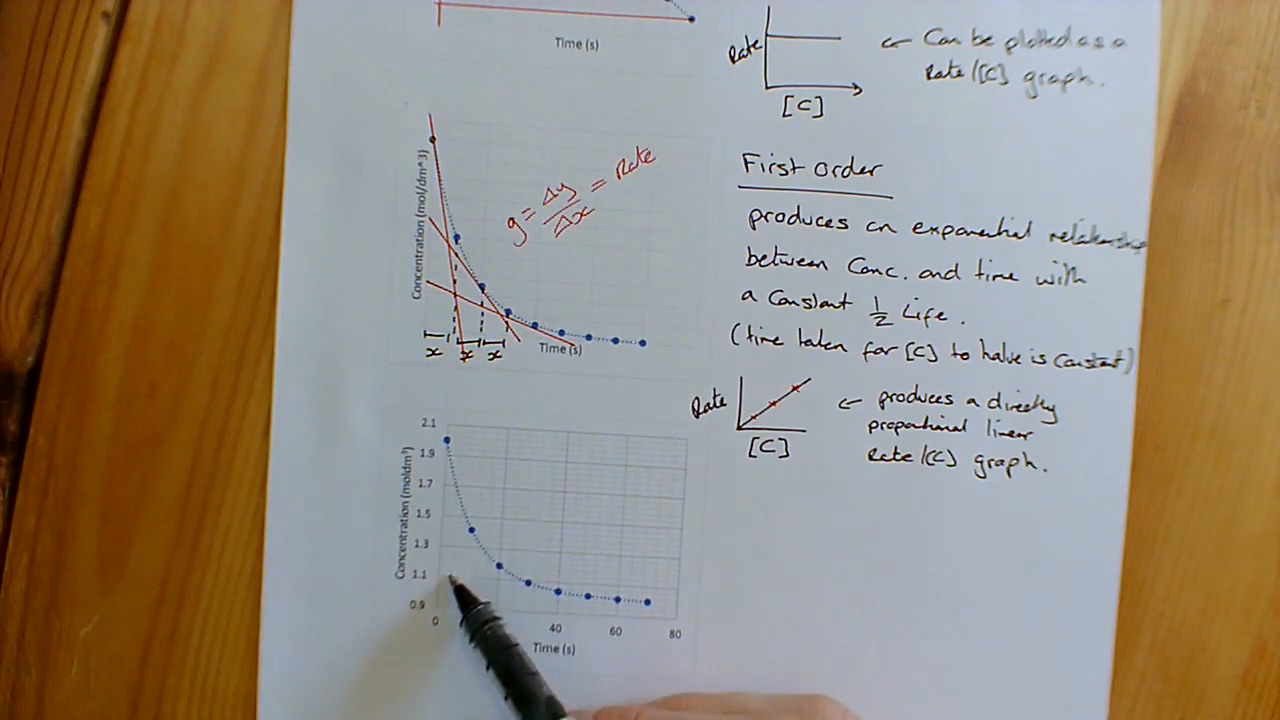 Time (s)
Rate
[C]
← Can be plotted as a
Rate/[C] graph.
Concentration (mol/dm^3)
g = Δy/Δx = Rate
x x x
Time (s)
First order
produces an exponential relationship
between Conc. and time with
a Constant ½ Life.
(time taken for [C] to halve is constant)
Rate
[C]
← produces a directly
proportional linear
Rate/[C] graph.
Concentration (moldm³)
2.1
1.9
1.7
1.5
1.3
1.1
0.9
0 40 60 80
Time (s)